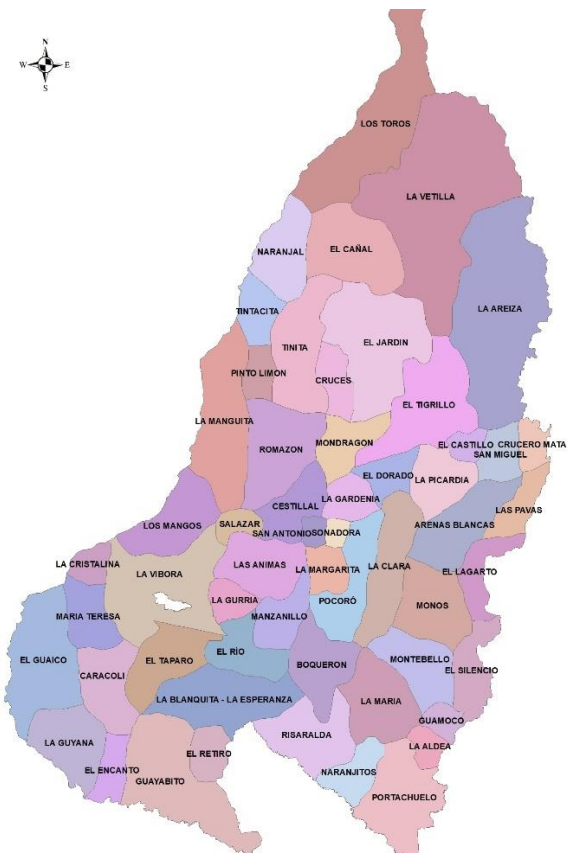 N
W E
S
LOS TOROS
LA VETILLA
NARANJAL
EL CAÑAL
TINTACITA
LA AREIZA
TINITA
EL JARDIN
PINTO LIMON
CRUCES
EL TIGRILLO
LA MANGUITA
ROMAZON
MONDRAGON
EL CASTILLO
CRUCERO MATA
SAN MIGUEL
EL DORADO
LA PICARDIA
LA GARDENIA
CESTILLAL
LAS PAVAS
LOS MANGOS
SALAZAR
SAN ANTONIO
SONADORA
ARENAS BLANCAS
LA CRISTALINA
LA VIBORA
LAS ANIMAS
LA MARGARITA
LA CLARA
EL LAGARTO
LA GURRIA
POCORÓ
MONOS
MARIA TERESA
MANZANILLO
EL GUAICO
EL TAPARO
EL RÍO
BOQUERON
MONTEBELLO
CARACOLI
EL SILENCIO
LA BLANQUITA - LA ESPERANZA
LA MARIA
GUAMOCO
RISARALDA
LA GUYANA
EL RETIRO
LA ALDEA
EL ENCANTO
GUAYABITO
NARANJITOS
PORTACHUELO